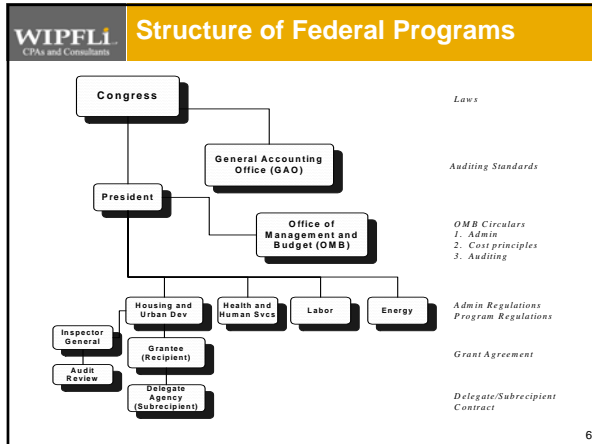 WIPFLi
CPAs and Consultants
Structure of Federal Programs
Congress
Laws
General Accounting
Office (GAO)
Auditing Standards
President
Office of
Management and
Budget (OMB)
OMB Circulars
1. Admin
2. Cost principles
3. Auditing
Housing and
Urban Dev
Health and
Human Svcs
Labor
Energy
Admin Regulations
Program Regulations
Inspector
General
Grantee
(Recipient)
Grant Agreement
Audit
Review
Delegate
Agency
(Subrecipient)
Delegate/Subrecipient
Contract
6